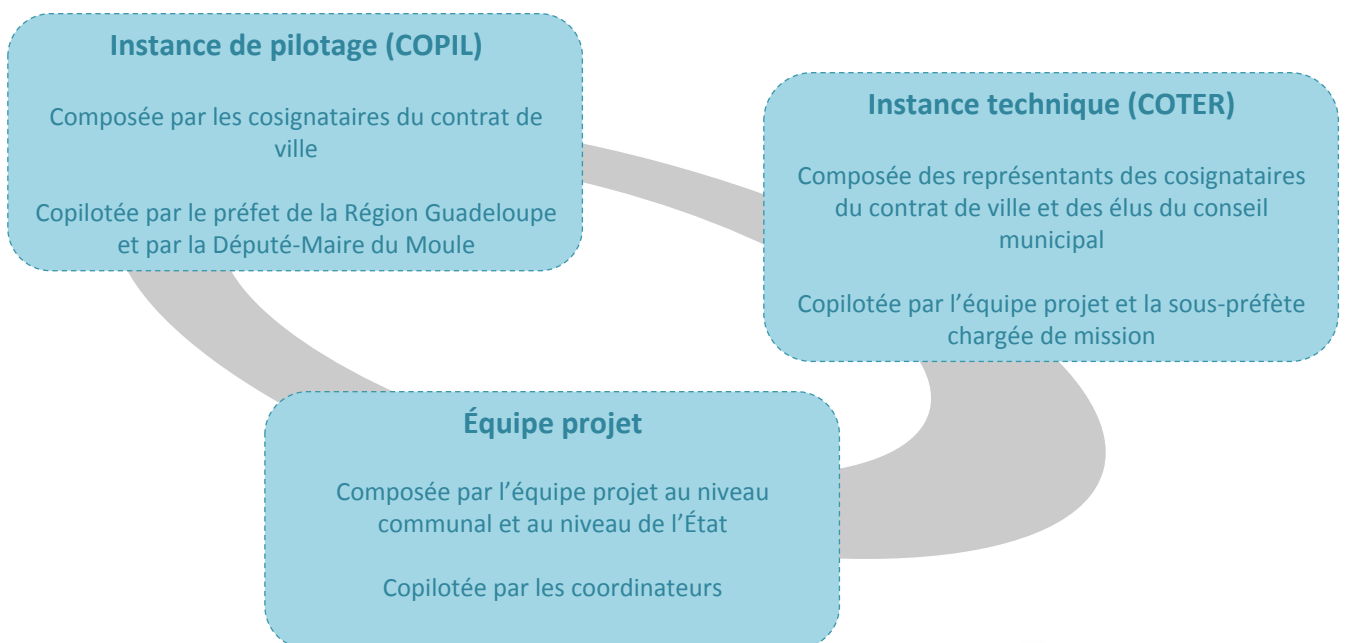 Instance de pilotage (COPIL)
Composée par les cosignataires du contrat de
ville
Copilotée par le préfet de la Région Guadeloupe
et par la Député-Maire du Moule
Instance technique (COTER)
Composée des représentants des cosignataires
du contrat de ville et des élus du conseil
municipal
Copilotée par l’équipe projet et la sous-préfète
chargée de mission
Équipe projet
Composée par l’équipe projet au niveau
communal et au niveau de l’État
Copilotée par les coordinateurs